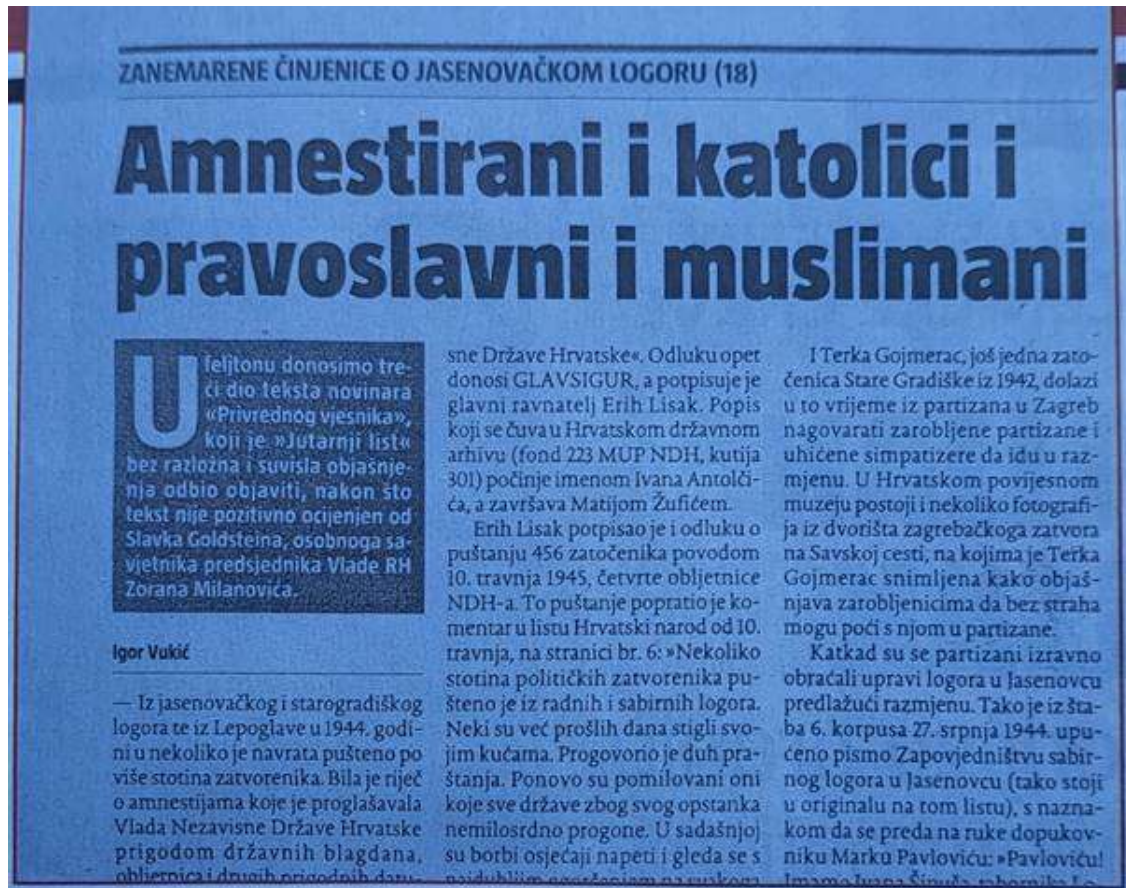 ZANEMARENE ČINJENICE O JASENOVAČKOM LOGORU (18)
Amnestirani i katolici i
pravoslavni i muslimani
U feljtonu donosimo tre-
ći dio teksta novinara
«Privrednog vjesnika»,
koji je »Jutarnji list«
bez razložna i suvisla objašnje-
nja odbio objaviti, nakon što
tekst nije pozitivno ocijenjen od
Slavka Goldsteina, osobnoga sa-
vjetnika predsjednika Vlade RH
Zorana Milanovića.
Igor Vukić
— Iz jasenovačkog i starogradiškog
logora te iz Lepoglave u 1944. godi-
ni u nekoliko je navrata pušteno po
više stotina zatvorenika. Bila je riječ
o amnestijama koje je proglašavala
Vlada Nezavisne Države Hrvatske
prigodom državnih blagdana,
obljetnica i drugih prigodnih datu-
sne Države Hrvatske«. Odluku opet
donosi GLAVSIGUR, a potpisuje je
glavni ravnatelj Erih Lisak. Popis
koji se čuva u Hrvatskom državnom
arhivu (fond 223 MUP NDH, kutija
301) počinje imenom Ivana Antolči-
ća, a završava Matijom Žufićem.
Erih Lisak potpisao je i odluku o
puštanju 456 zatočenika povodom
10. travnja 1945, četvrte obljetnice
NDH-a. To puštanje popratio je ko-
mentar u listu Hrvatski narod od 10.
travnja, na stranici br. 6: »Nekoliko
stotina političkih zatvorenika pu-
šteno je iz radnih i sabirnih logora.
Neki su već prošlih dana stigli svo-
jim kućama. Progovorio je duh pra-
štanja. Ponovo su pomilovani oni
koje sve države zbog svog opstanka
nemilosrdno progone. U sadašnjoj
su borbi osjećaji napeti i gleda se s
najdubljim ogorčenjem na svakoga
I Terka Gojmerac, još jedna zato-
čenica Stare Gradiške iz 1942, dolazi
u to vrijeme iz partizana u Zagreb
nagovarati zarobljene partizane i
uhićene simpatizere da idu u raz-
mjenu. U Hrvatskom povijesnom
muzeju postoji i nekoliko fotografi-
ja iz dvorišta zagrebačkoga zatvora
na Savskoj cesti, na kojima je Terka
Gojmerac snimljena kako objaš-
njava zarobljenicima da bez straha
mogu poći s njom u partizane.
Katkad su se partizani izravno
obraćali upravi logora u Jasenovcu
predlažući razmjenu. Tako je iz šta-
ba 6. korpusa 27. srpnja 1944. upu-
ćeno pismo Zapovjedništvu sabir-
nog logora u Jasenovcu (tako stoji
u originalu na tom listu), s nazna-
kom da se preda na ruke dopukov-
niku Marku Pavloviću: »Pavloviću!
Imamo Ivana Šipuša, tabornika